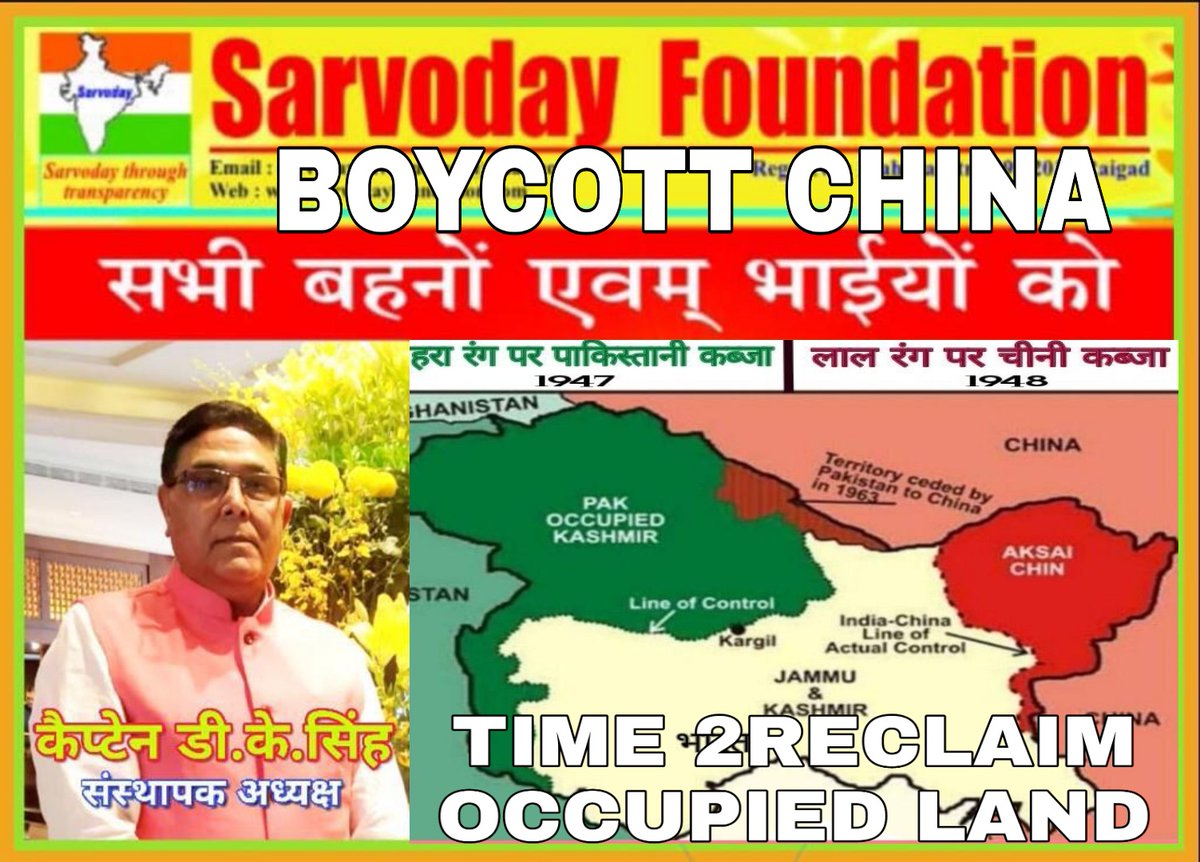 Sarvoday
Sarvoday through
transparency
Sarvoday Foundation
Email :
Web :
BOYCOTT CHINA
सभी बहनों एवम् भाईयों को
हरा रंग पर पाकिस्तानी कब्जा
1947
लाल रंग पर चीनी कब्जा
1948
CHINA
Territory ceded by
Pakistan to China
in 1963
PAK
OCCUPIED
KASHMIR
AKSAI
CHIN
Line of Control
Kargil
India-China
Line of
Actual Control
JAMMU
&
KASHMIR
कैप्टेन डी.के.सिंह
संस्थापक अध्यक्ष
TIME 2RECLAIM
OCCUPIED LAND